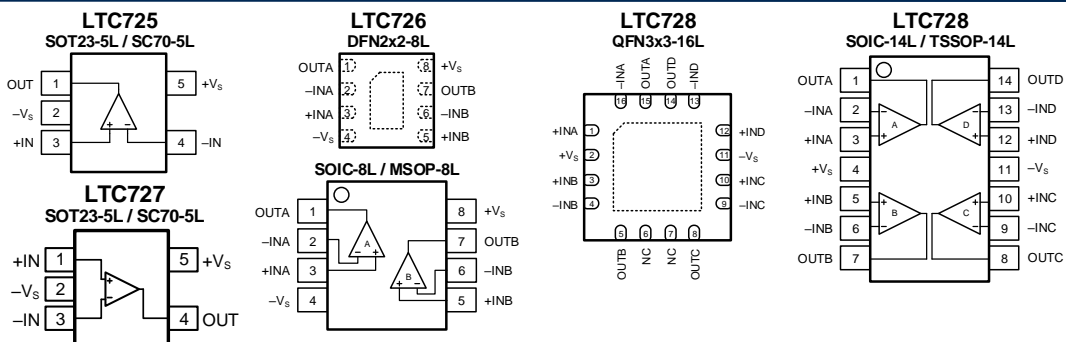 LTC725
SOT23-5L / SC70-5L
OUT 1
5 +VS
–VS 2
+IN 3
4 –IN
+ –
LTC727
SOT23-5L / SC70-5L
+IN 1
5 +VS
–VS 2
–IN 3
4 OUT
+
–
LTC726
DFN2x2-8L
OUTA 1
8 +VS
–INA 2
7 OUTB
+INA 3
6 –INB
–VS 4
5 +INB
SOIC-8L / MSOP-8L
OUTA 1
8 +VS
–INA 2
7 OUTB
+INA 3
6 –INB
–VS 4
5 +INB
A
– +
B
+ –
LTC728
QFN3x3-16L
–INA OUTA OUTD –IND
16 15 14 13
+INA 1
12 +IND
+VS 2
11 –VS
+INB 3
10 +INC
–INB 4
9 –INC
5 6 7 8
OUTB NC NC OUTC
LTC728
SOIC-14L / TSSOP-14L
OUTA 1
14 OUTD
–INA 2
13 –IND
+INA 3
12 +IND
+VS 4
11 –VS
+INB 5
10 +INC
–INB 6
9 –INC
OUTB 7
8 OUTC
– A +
– D +
+ B –
+ C –